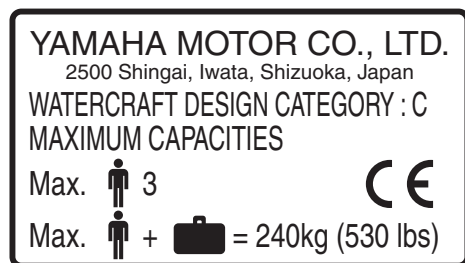 YAMAHA MOTOR CO., LTD.
2500 Shingai, Iwata, Shizuoka, Japan
WATERCRAFT DESIGN CATEGORY : C
MAXIMUM CAPACITIES
Max. 3 CE
Max. + = 240kg (530 lbs)